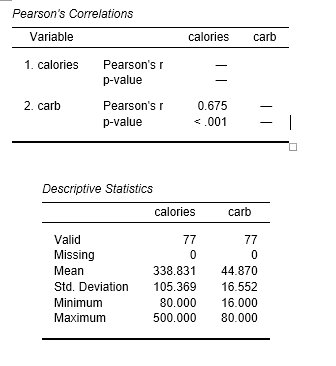 Pearson's Correlations
Variable calories carb
1. calories Pearson's r —
p-value —
2. carb Pearson's r 0.675 —
p-value < .001 —
Descriptive Statistics
calories carb
Valid 77 77
Missing 0 0
Mean 338.831 44.870
Std. Deviation 105.369 16.552
Minimum 80.000 16.000
Maximum 500.000 80.000